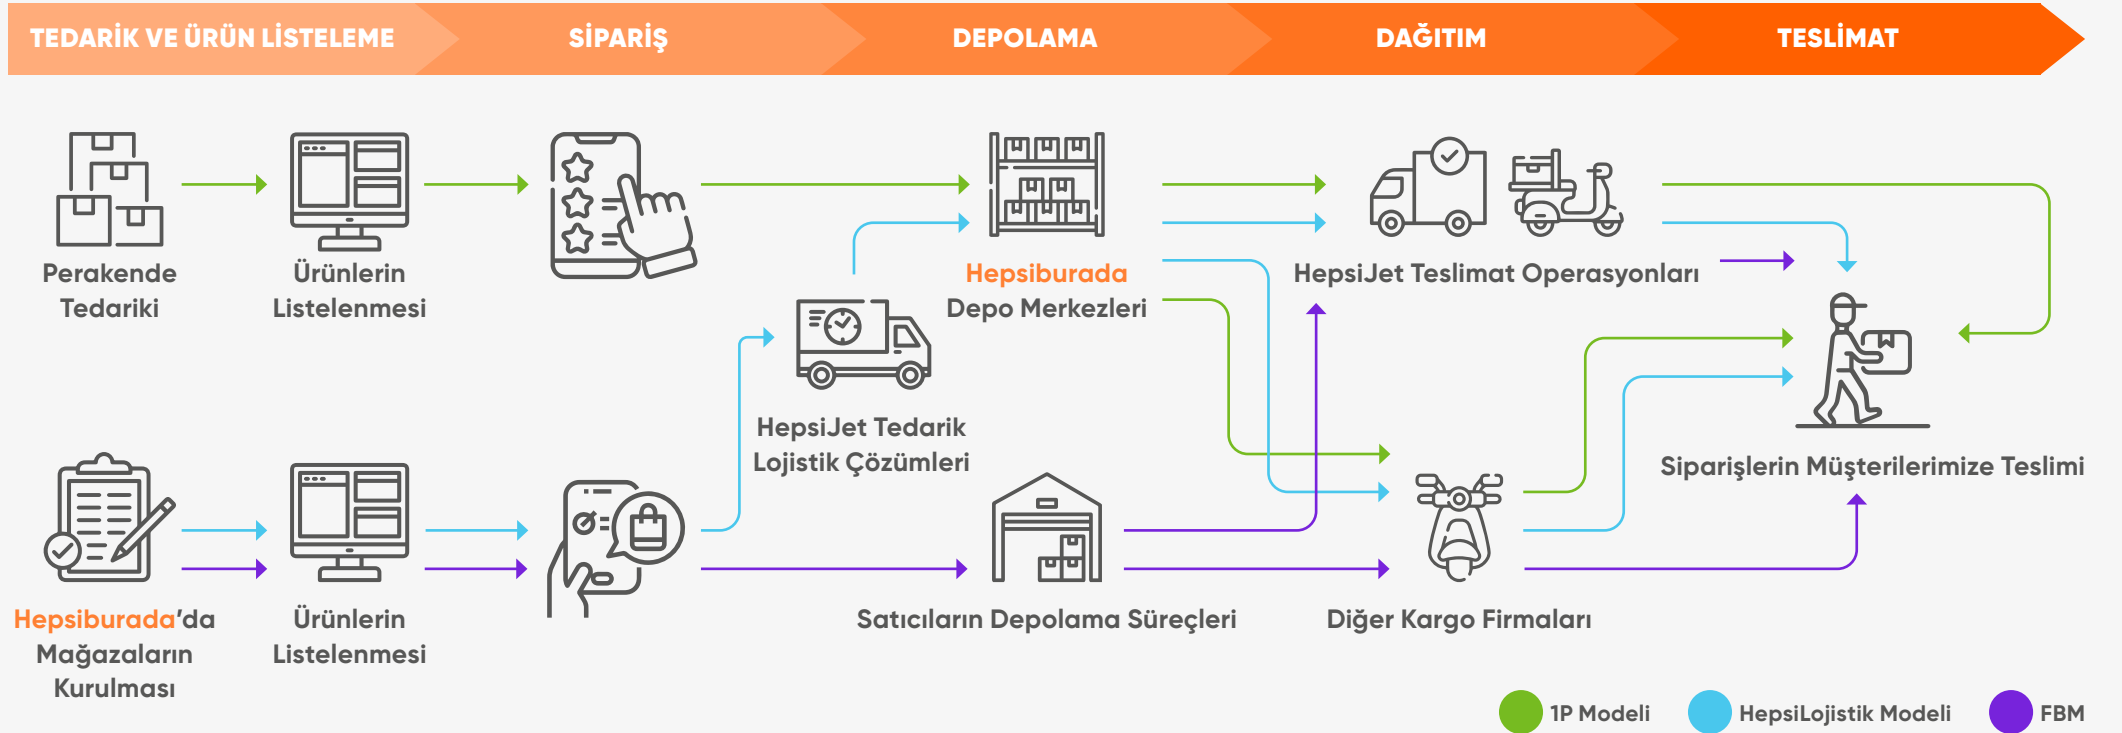 TEDARİK VE ÜRÜN LİSTELEME
SİPARİŞ
DEPOLAMA
DAĞITIM
TESLİMAT
Perakende
Tedariki
Ürünlerin
Listelenmesi
Hepsiburada
Depo Merkezleri
HepsiJet Teslimat Operasyonları
HepsiJet Tedarik
Lojistik Çözümleri
Siparişlerin Müşterilerimize Teslimi
Hepsiburada'da
Mağazaların
Kurulması
Ürünlerin
Listelenmesi
Satıcıların Depolama Süreçleri
Diğer Kargo Firmaları
1P Modeli
HepsiLojistik Modeli
FBM